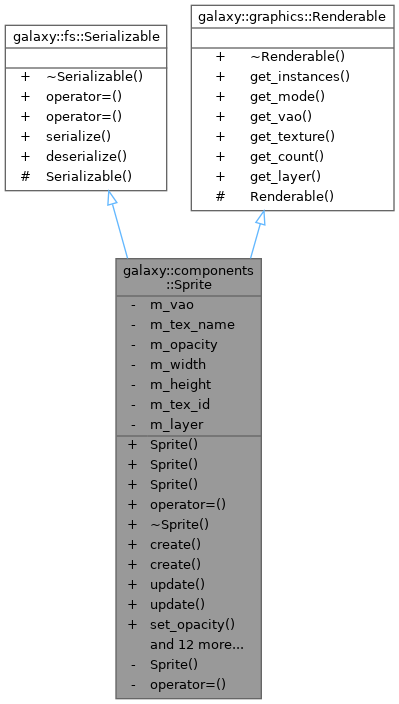 galaxy::fs::Serializable
+ ~Serializable()
+ operator=()
+ operator=()
+ serialize()
+ deserialize()
# Serializable()
galaxy::graphics::Renderable
+ ~Renderable()
+ get_instances()
+ get_mode()
+ get_vao()
+ get_texture()
+ get_count()
+ get_layer()
# Renderable()
galaxy::components
::Sprite
- m_vao
- m_tex_name
- m_opacity
- m_width
- m_height
- m_tex_id
- m_layer
+ Sprite()
+ Sprite()
+ Sprite()
+ operator=()
+ ~Sprite()
+ create()
+ create()
+ update()
+ update()
+ set_opacity()
and 12 more...
- Sprite()
- operator=()